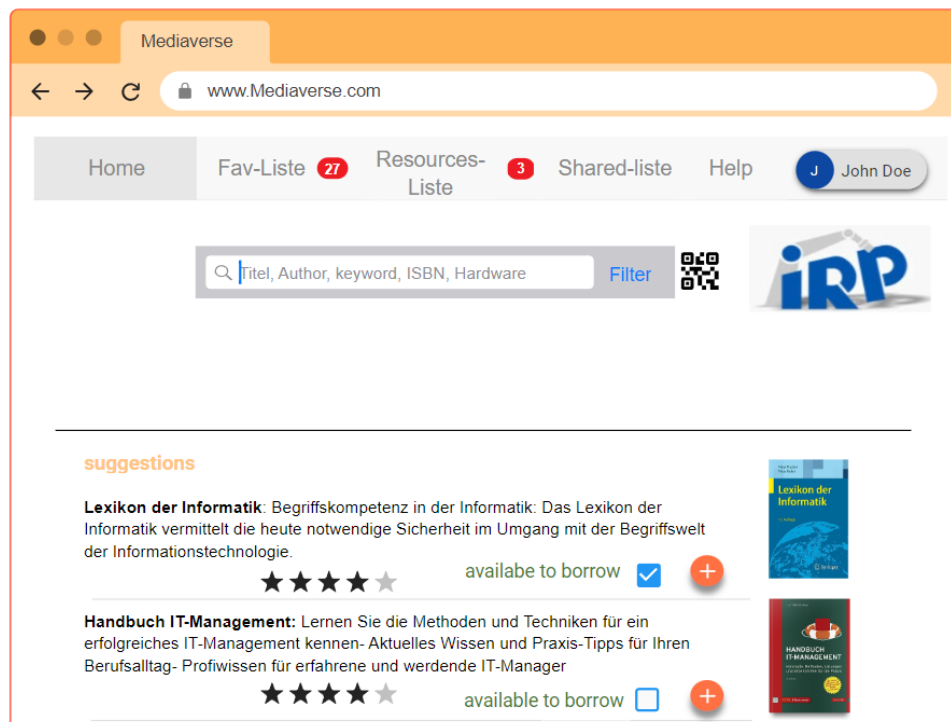 Mediaverse
www.Mediaverse.com
Home
Fav-Liste 27
Resources-
Liste
3
Shared-liste
Help
J John Doe
Titel, Author, keyword, ISBN, Hardware
Filter
iRP
suggestions
Lexikon der Informatik: Begriffskompetenz in der Informatik: Das Lexikon der
Informatik vermittelt die heute notwendige Sicherheit im Umgang mit der Begriffswelt
der Informationstechnologie.
availabe to borrow
Lexikon der
Informatik
Springer
Handbuch IT-Management: Lernen Sie die Methoden und Techniken für ein
erfolgreiches IT-Management kennen- Aktuelles Wissen und Praxis-Tipps für Ihren
Berufsalltag- Profiwissen für erfahrene und werdende IT-Manager
available to borrow
HANDBUCH
IT-MANAGEMENT